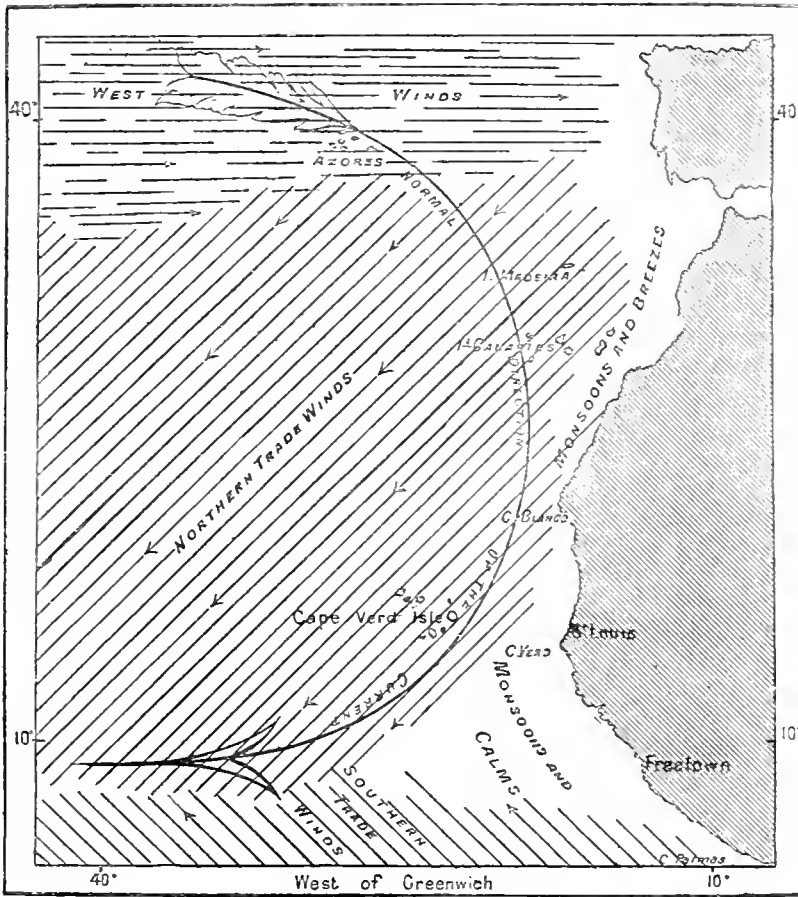 WEST WINDS
40° 40°
AZORES
NORMAL
I. MADEIRA
Is CANARIES
DIRECTION
MONSOONS AND BREEZES
NORTHERN TRADE WINDS
C. BLANCO
OF THE
Cape Verd Isles
St Louis
C. VERD
CURRENT
MONSOONS AND
CALMS
10° 10°
Freetown
SOUTHERN
TRADE
WINDS
C. Palmas
40° West of Greenwich 10°